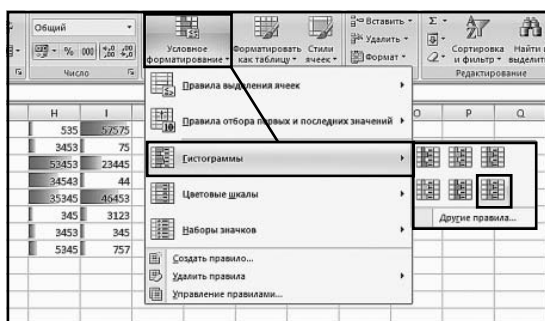 Общий
Вставить
Удалить
Формат
% 000
Условное форматирование
Форматировать как таблицу
Стили ячеек
Сортировка и фильтр
Найти и выделить
Число
Редактирование
Правила выделения ячеек
Правила отбора первых и последних значений
Гистограммы
Цветовые шкалы
Наборы значков
Создать правило...
Удалить правила
Управление правилами...
Другие правила...
H I O P Q
535 57575
3453 75
53453 23445
34543 44
35345 46453
345 3123
3453 345
5345 757